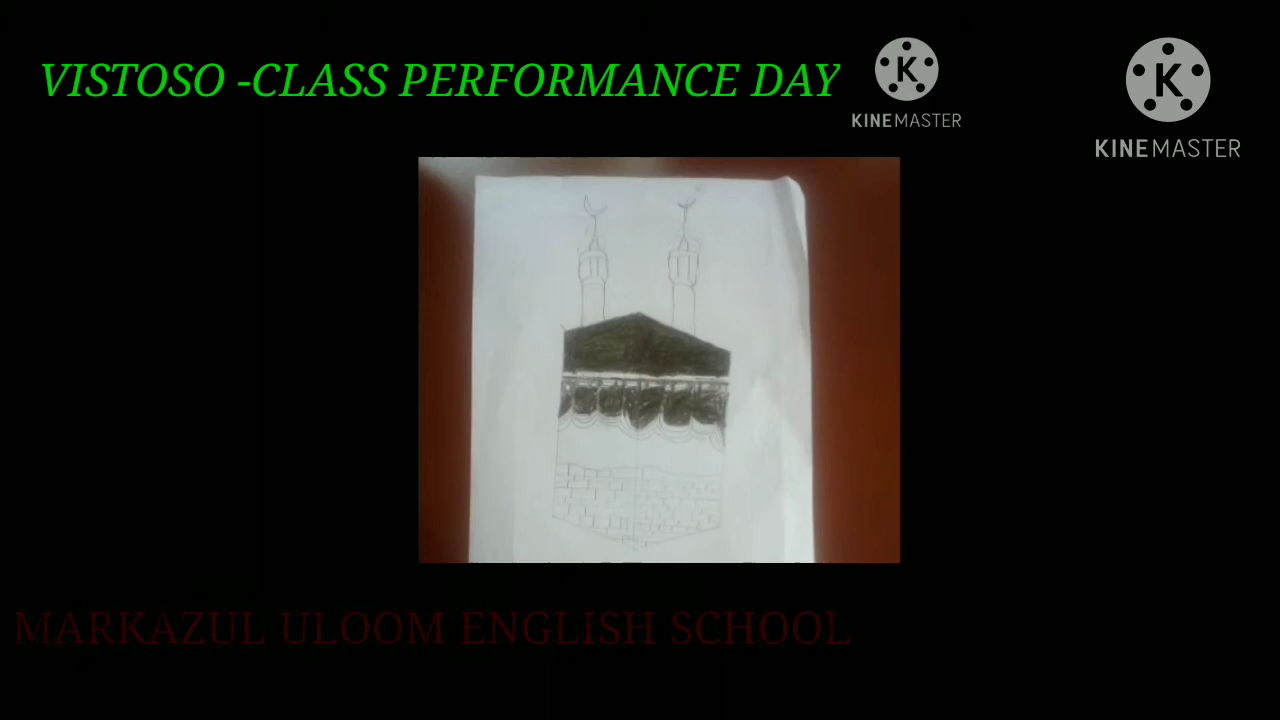 VISTOSO -CLASS PERFORMANCE DAY
KINEMASTER
KINEMASTER
MARKAZUL ULOOM ENGLISH SCHOOL